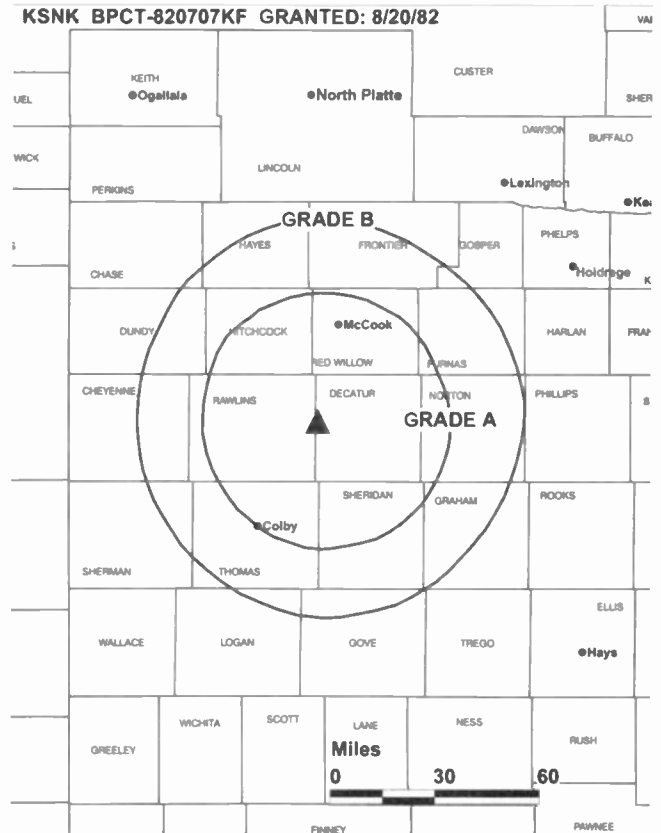 KSNK BPCT-820707KF GRANTED: 8/20/82
VAI
CUSTER
KEITH
Ogallala
North Platte
UEL
SHER
DAWSON
BUFFALO
WICK
LINCOLN
Lexington
PERKINS
Kea
GRADE B
PHELPS
HAYES
FRONTIER
GOSPER
Holdrege
CHASE
K
McCook
DUNDY
HITCHCOCK
HARLAN
FRAN
RED WILLOW
FURNAS
CHEYENNE
DECATUR
NORTON
PHILLIPS
RAWLINS
S
GRADE A
SHERIDAN
GRAHAM
ROOKS
Colby
SHERMAN
THOMAS
ELLIS
WALLACE
LOGAN
GOVE
TREGO
Hays
WICHITA
SCOTT
LANE
NESS
GREELEY
RUSH
Miles
0 30 60
FINNEY
PAWNEE